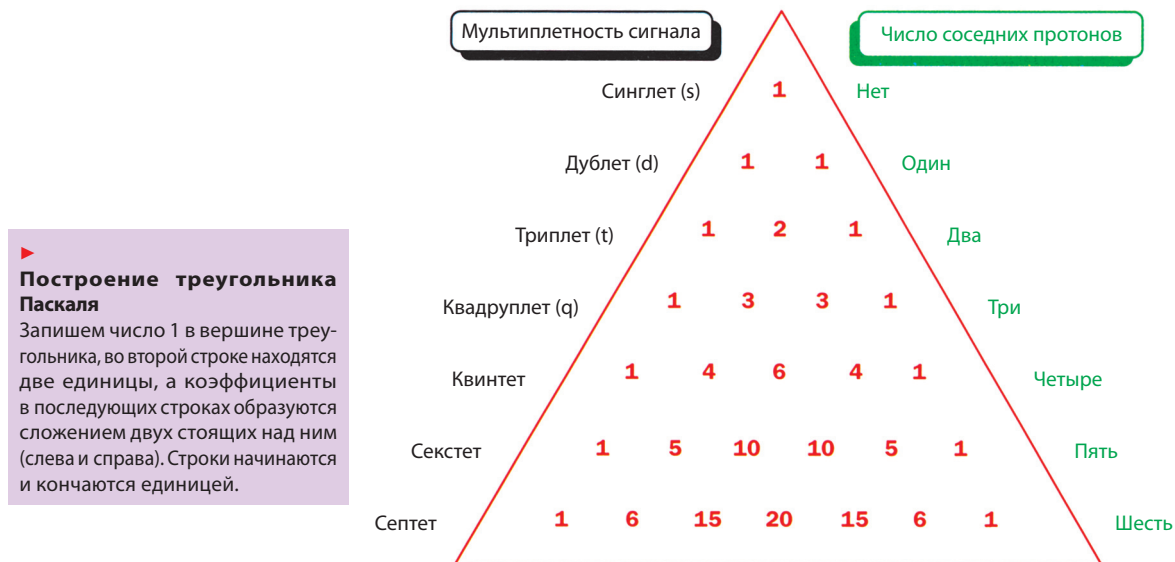 Мультиплетность сигнала
Число соседних протонов
Синглет (s) 1 Нет
Дублет (d) 1 1 Один
Триплет (t) 1 2 1 Два
Квадруплет (q) 1 3 3 1 Три
Квинтет 1 4 6 4 1 Четыре
Секстет 1 5 10 10 5 1 Пять
Септет 1 6 15 20 15 6 1 Шесть
Построение треугольника
Паскаля
Запишем число 1 в вершине треу-
гольника, во второй строке находятся
две единицы, а коэффициенты
в последующих строках образуются
сложением двух стоящих над ним
(слева и справа). Строки начинаются
и кончаются единицей.